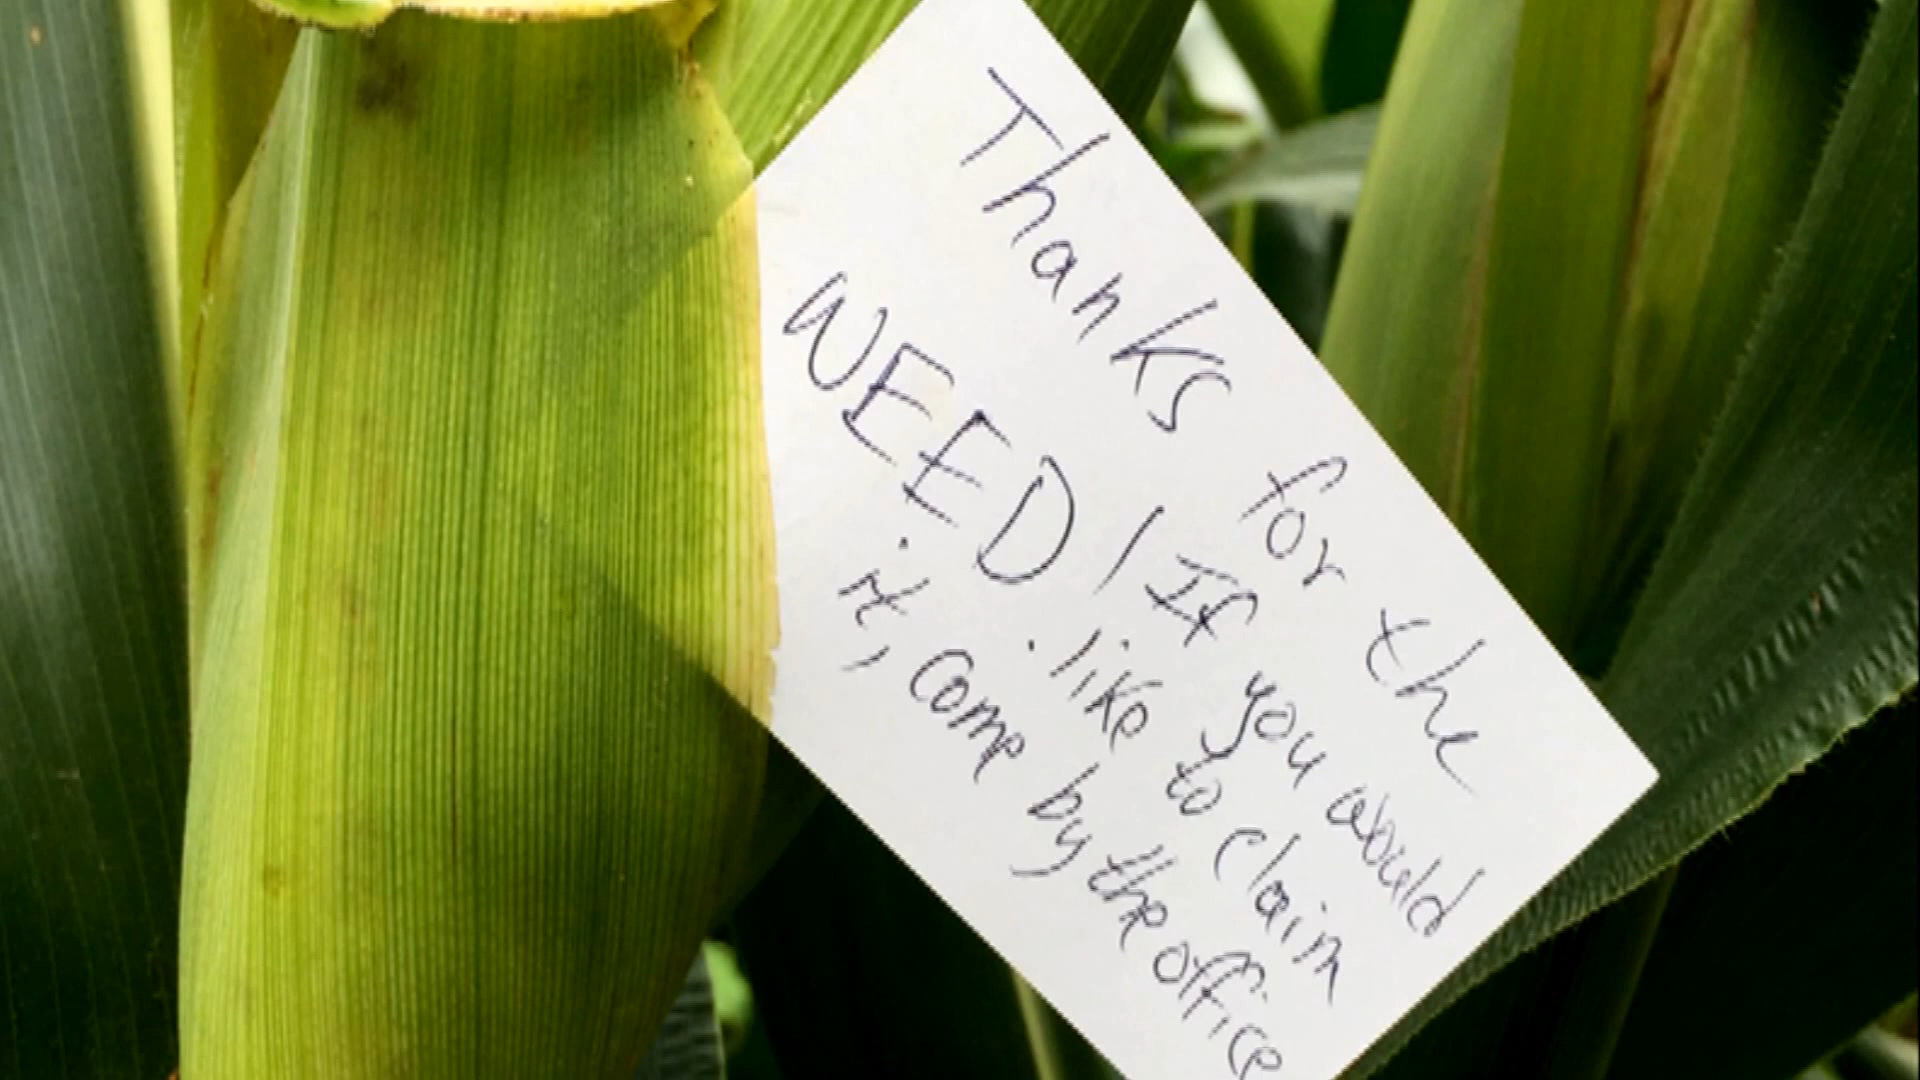 Thanks for the
WEED! If you would
. like to claim
. it, come by the office